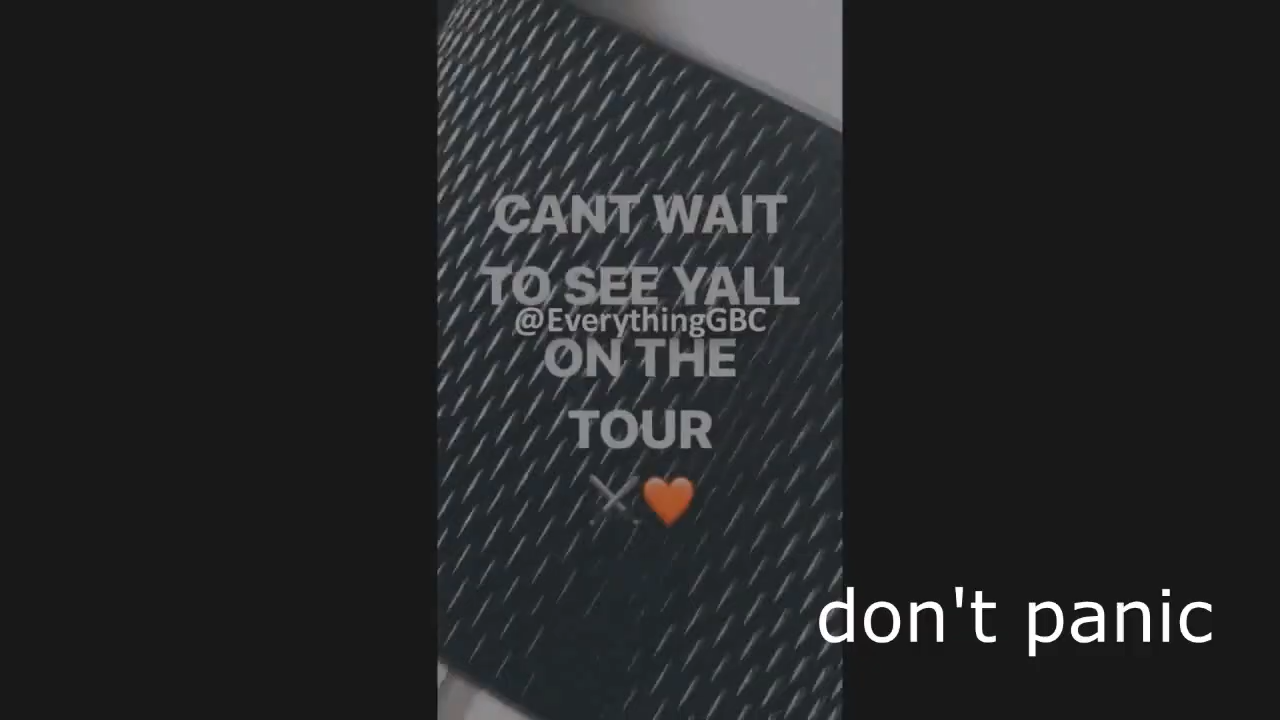 CANT WAIT
TO SEE YALL
@EverythingGBC
ON THE
TOUR
⚔🧡
don't panic